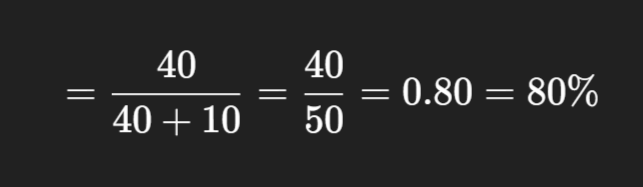 = 40/(40 + 10) = 40/50 = 0.80 = 80%